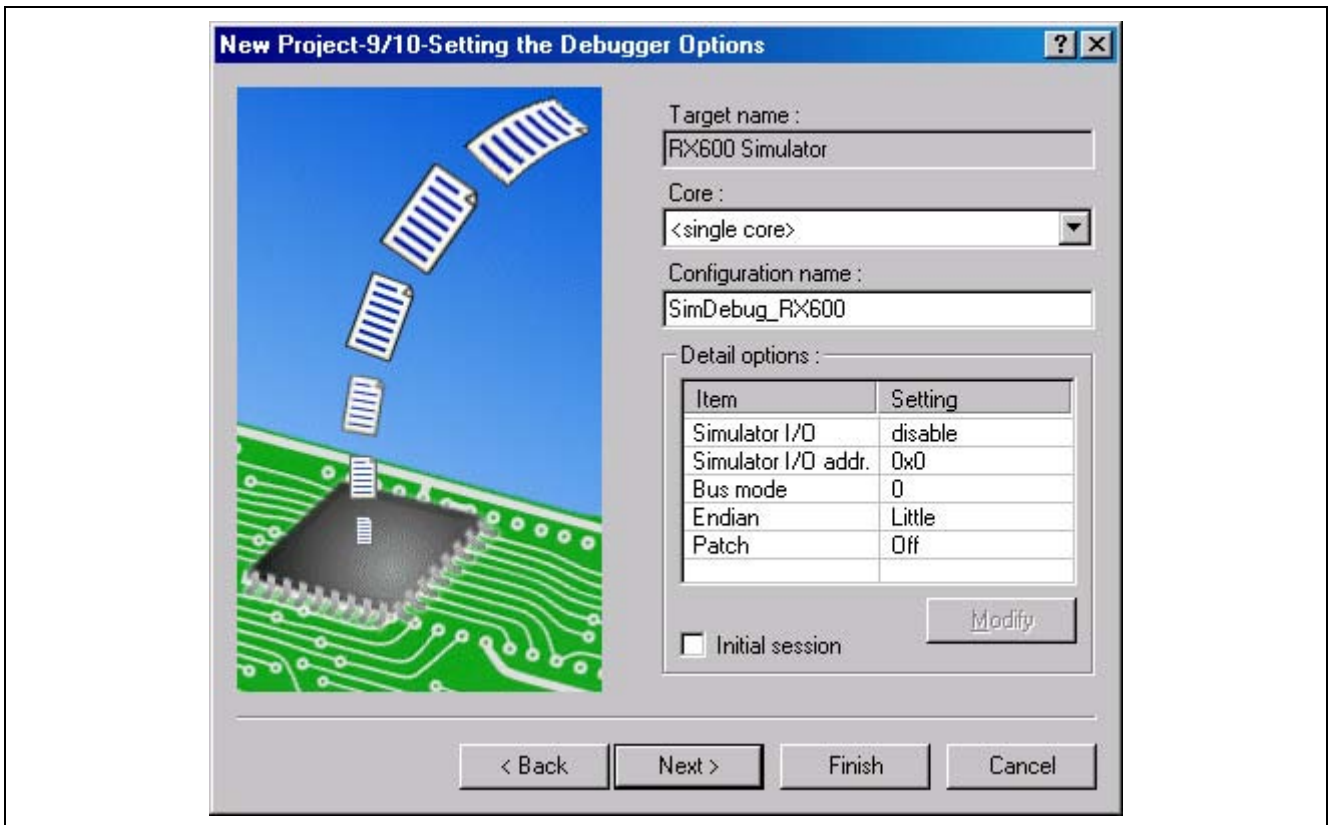 New Project-9/10-Setting the Debugger Options
Target name :
RX600 Simulator
Core :
<single core>
Configuration name :
SimDebug_RX600
Detail options :
Item Setting
Simulator I/O disable
Simulator I/O addr. 0x0
Bus mode 0
Endian Little
Patch Off
Modify
Initial session
< Back Next > Finish Cancel